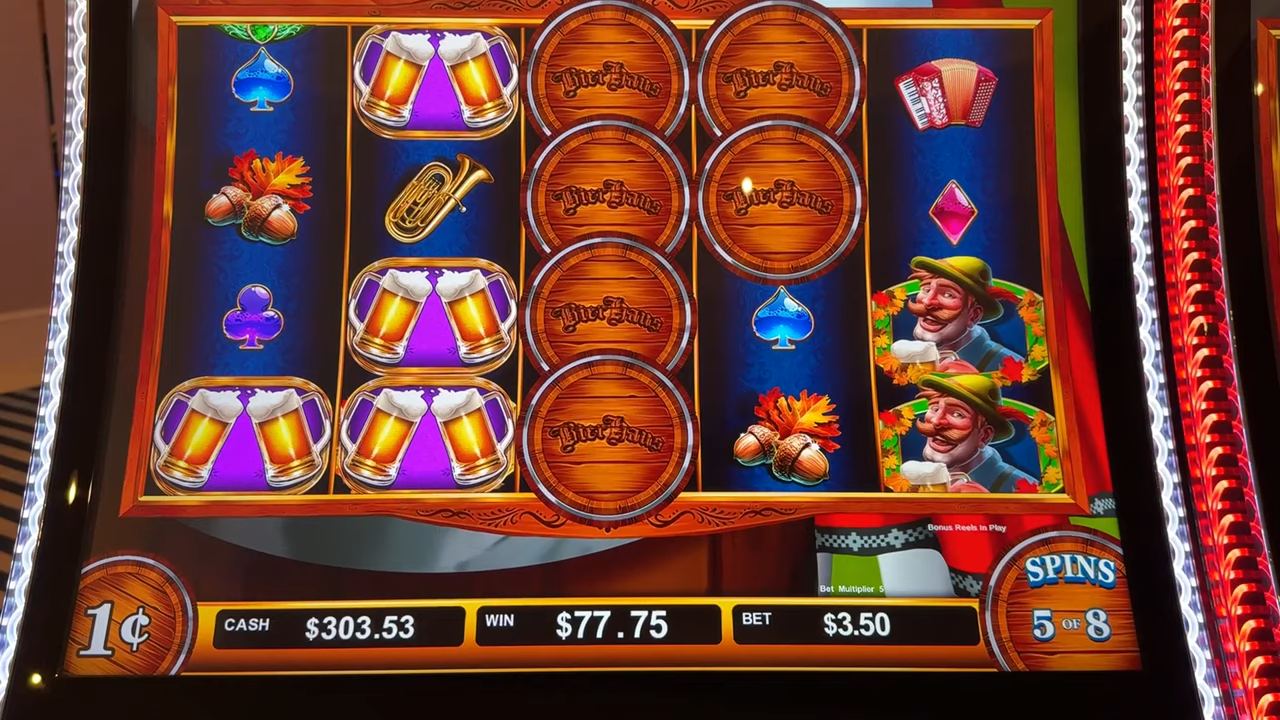 Bier Haus
Bier Haus
Bier Haus
Bier Haus
Bier Haus
Bier Haus
Bonus Reels In Play
Bet Multiplier 5
1¢
CASH $303.53
WIN $77.75
BET $3.50
SPINS
5 OF 8